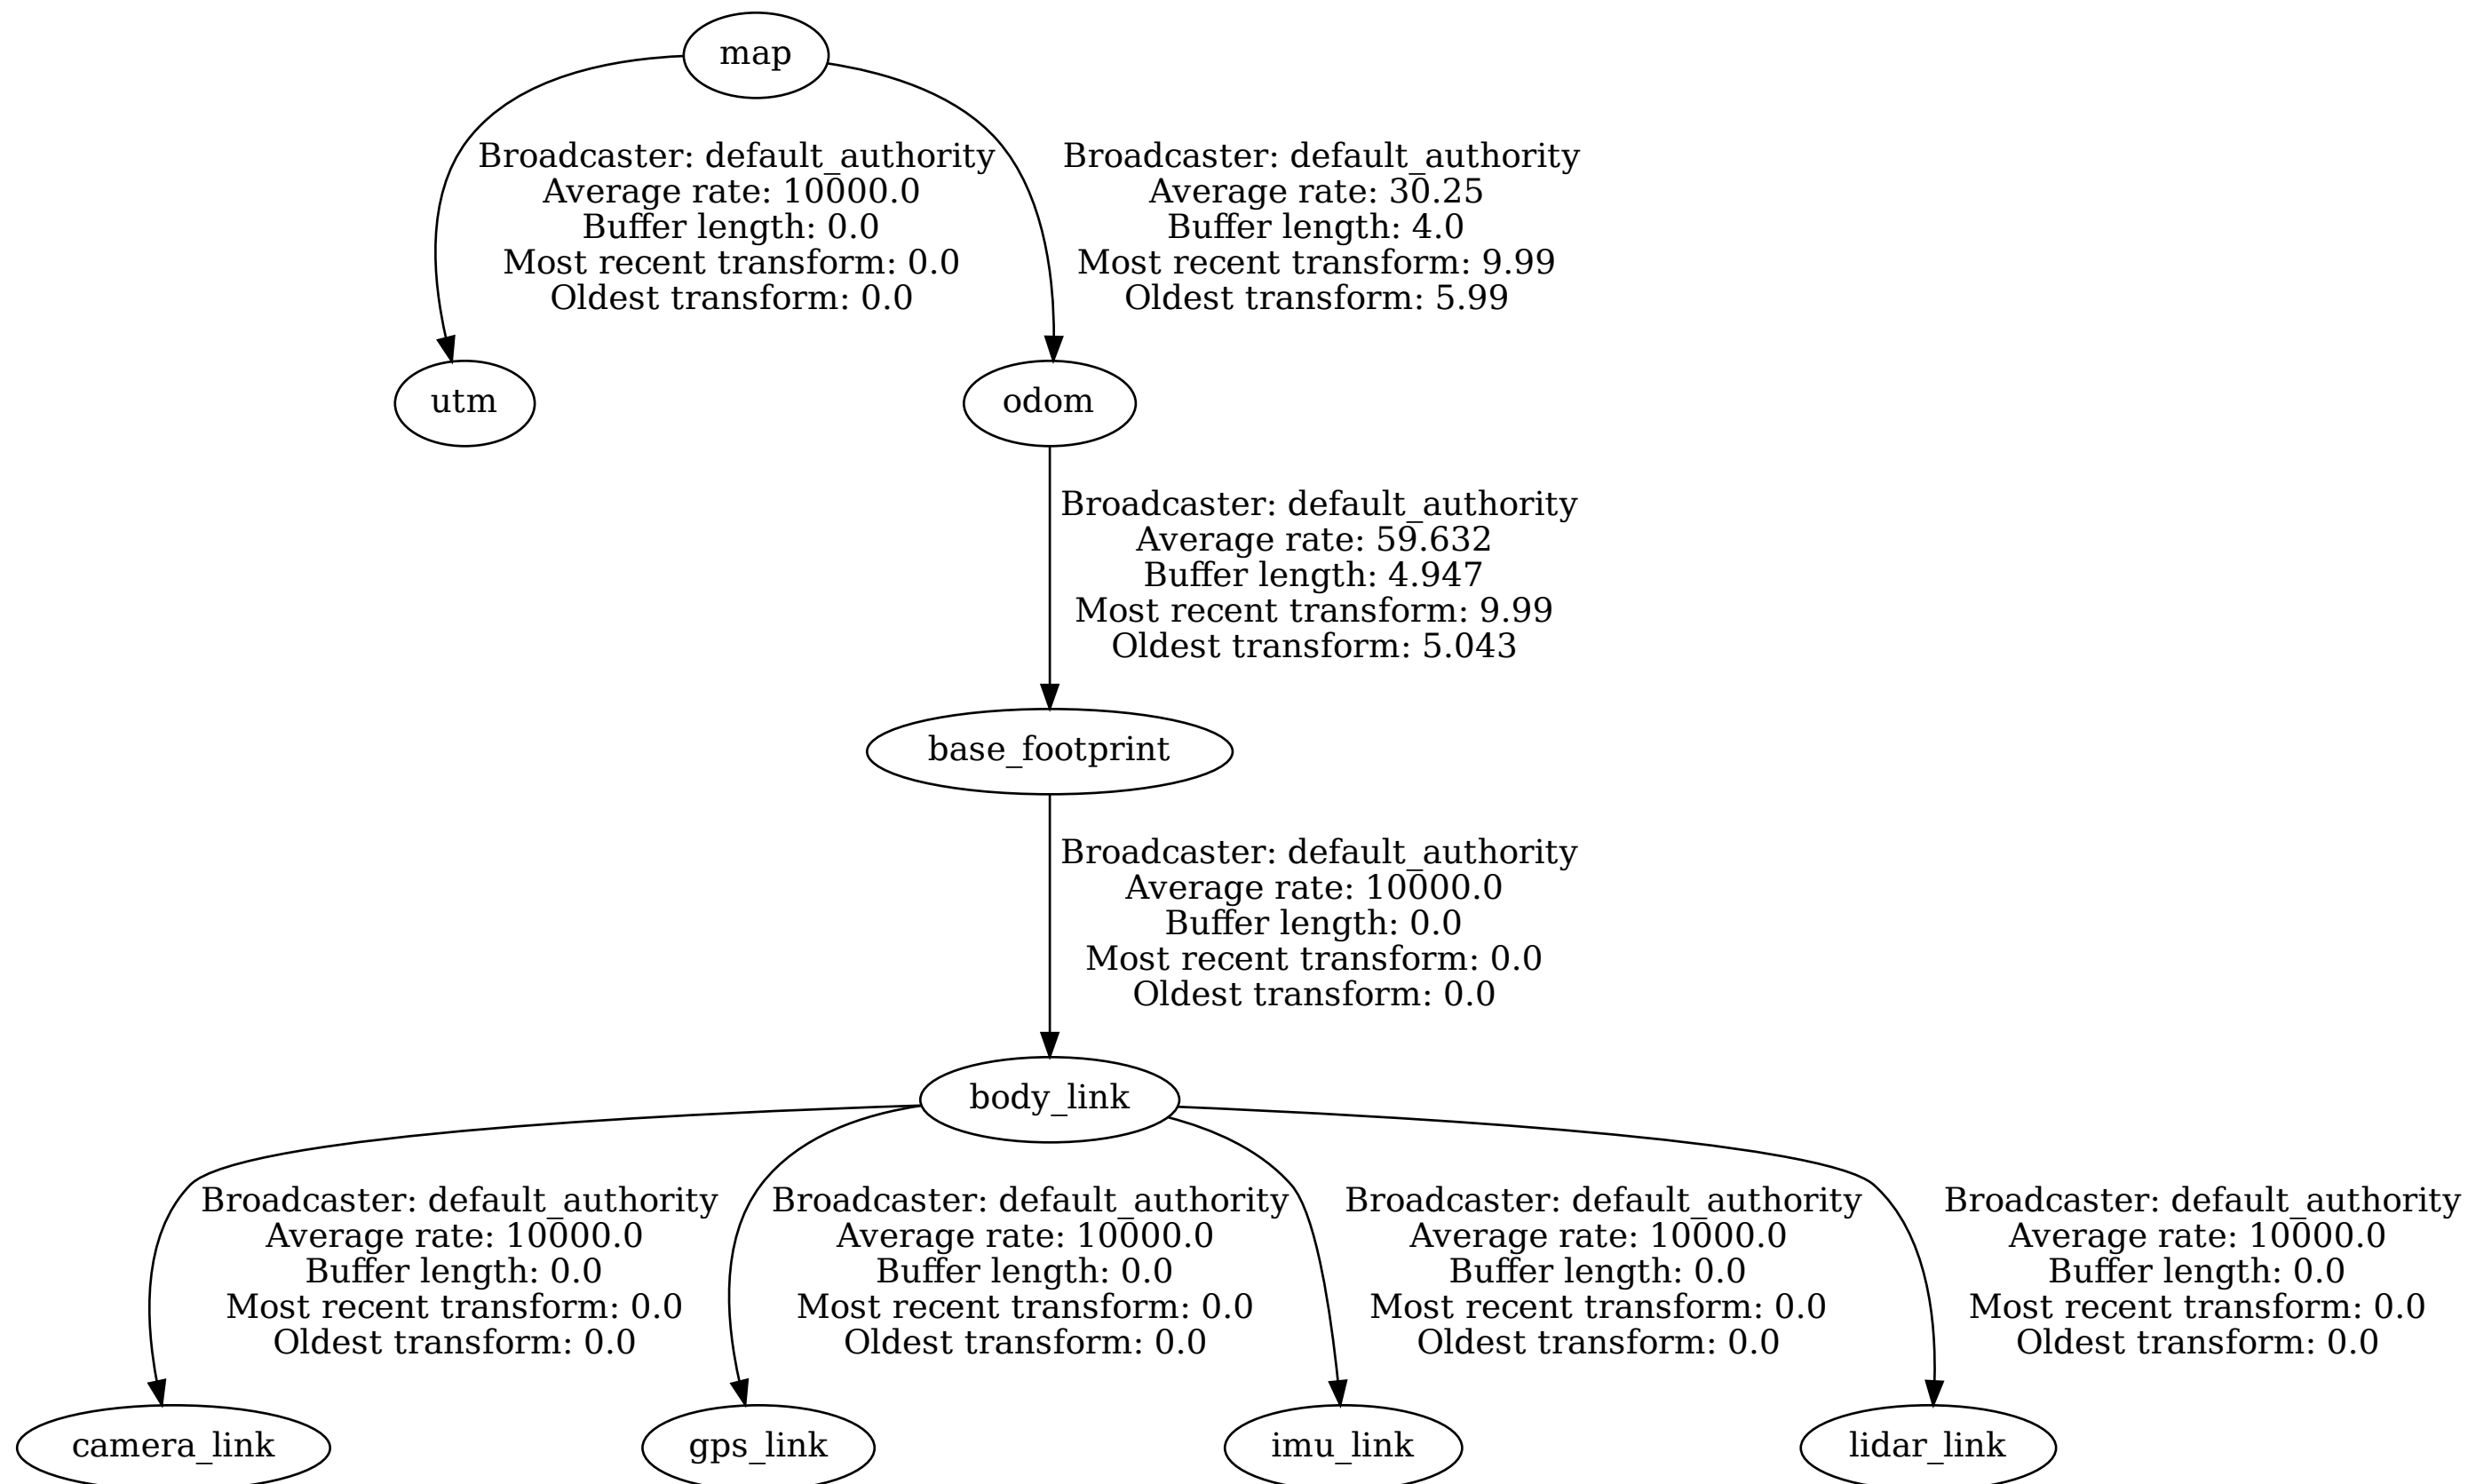 map
Broadcaster: default_authority
Average rate: 10000.0
Buffer length: 0.0
Most recent transform: 0.0
Oldest transform: 0.0
Broadcaster: default_authority
Average rate: 30.25
Buffer length: 4.0
Most recent transform: 9.99
Oldest transform: 5.99
utm
odom
Broadcaster: default_authority
Average rate: 59.632
Buffer length: 4.947
Most recent transform: 9.99
Oldest transform: 5.043
base_footprint
Broadcaster: default_authority
Average rate: 10000.0
Buffer length: 0.0
Most recent transform: 0.0
Oldest transform: 0.0
body_link
Broadcaster: default_authority
Average rate: 10000.0
Buffer length: 0.0
Most recent transform: 0.0
Oldest transform: 0.0
Broadcaster: default_authority
Average rate: 10000.0
Buffer length: 0.0
Most recent transform: 0.0
Oldest transform: 0.0
Broadcaster: default_authority
Average rate: 10000.0
Buffer length: 0.0
Most recent transform: 0.0
Oldest transform: 0.0
Broadcaster: default_authority
Average rate: 10000.0
Buffer length: 0.0
Most recent transform: 0.0
Oldest transform: 0.0
camera_link
gps_link
imu_link
lidar_link